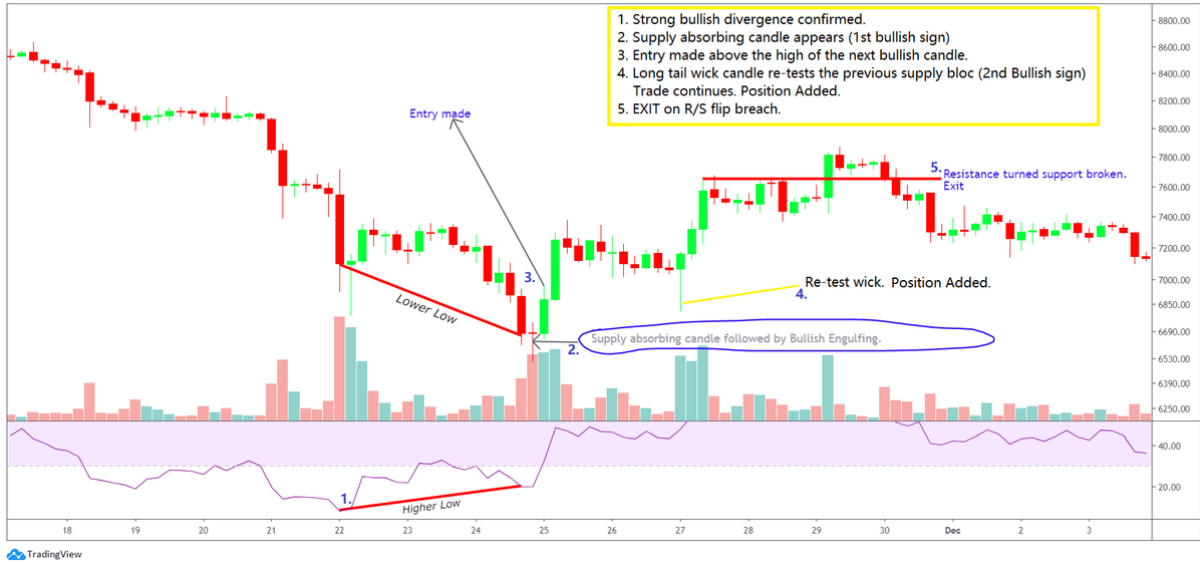 1. Strong bullish divergence confirmed.
2. Supply absorbing candle appears (1st bullish sign)
3. Entry made above the high of the next bullish candle.
4. Long tail wick candle re-tests the previous supply bloc (2nd Bullish sign)
Trade continues. Position Added.
5. EXIT on R/S flip breach.
Entry made
5.
Resistance turned support broken.
Exit
3.
Lower Low
Re-test wick. Position Added.
4.
Supply absorbing candle followed by Bullish Engulfing.
2.
1.
Higher Low
8800.00
8600.00
8400.00
8200.00
8000.00
7800.00
7600.00
7400.00
7200.00
7000.00
6850.00
6690.00
6530.00
6390.00
6250.00
40.00
20.00
18 19 20 21 22 23 24 25 26 27 28 29 30 Dec 2 3
TradingView